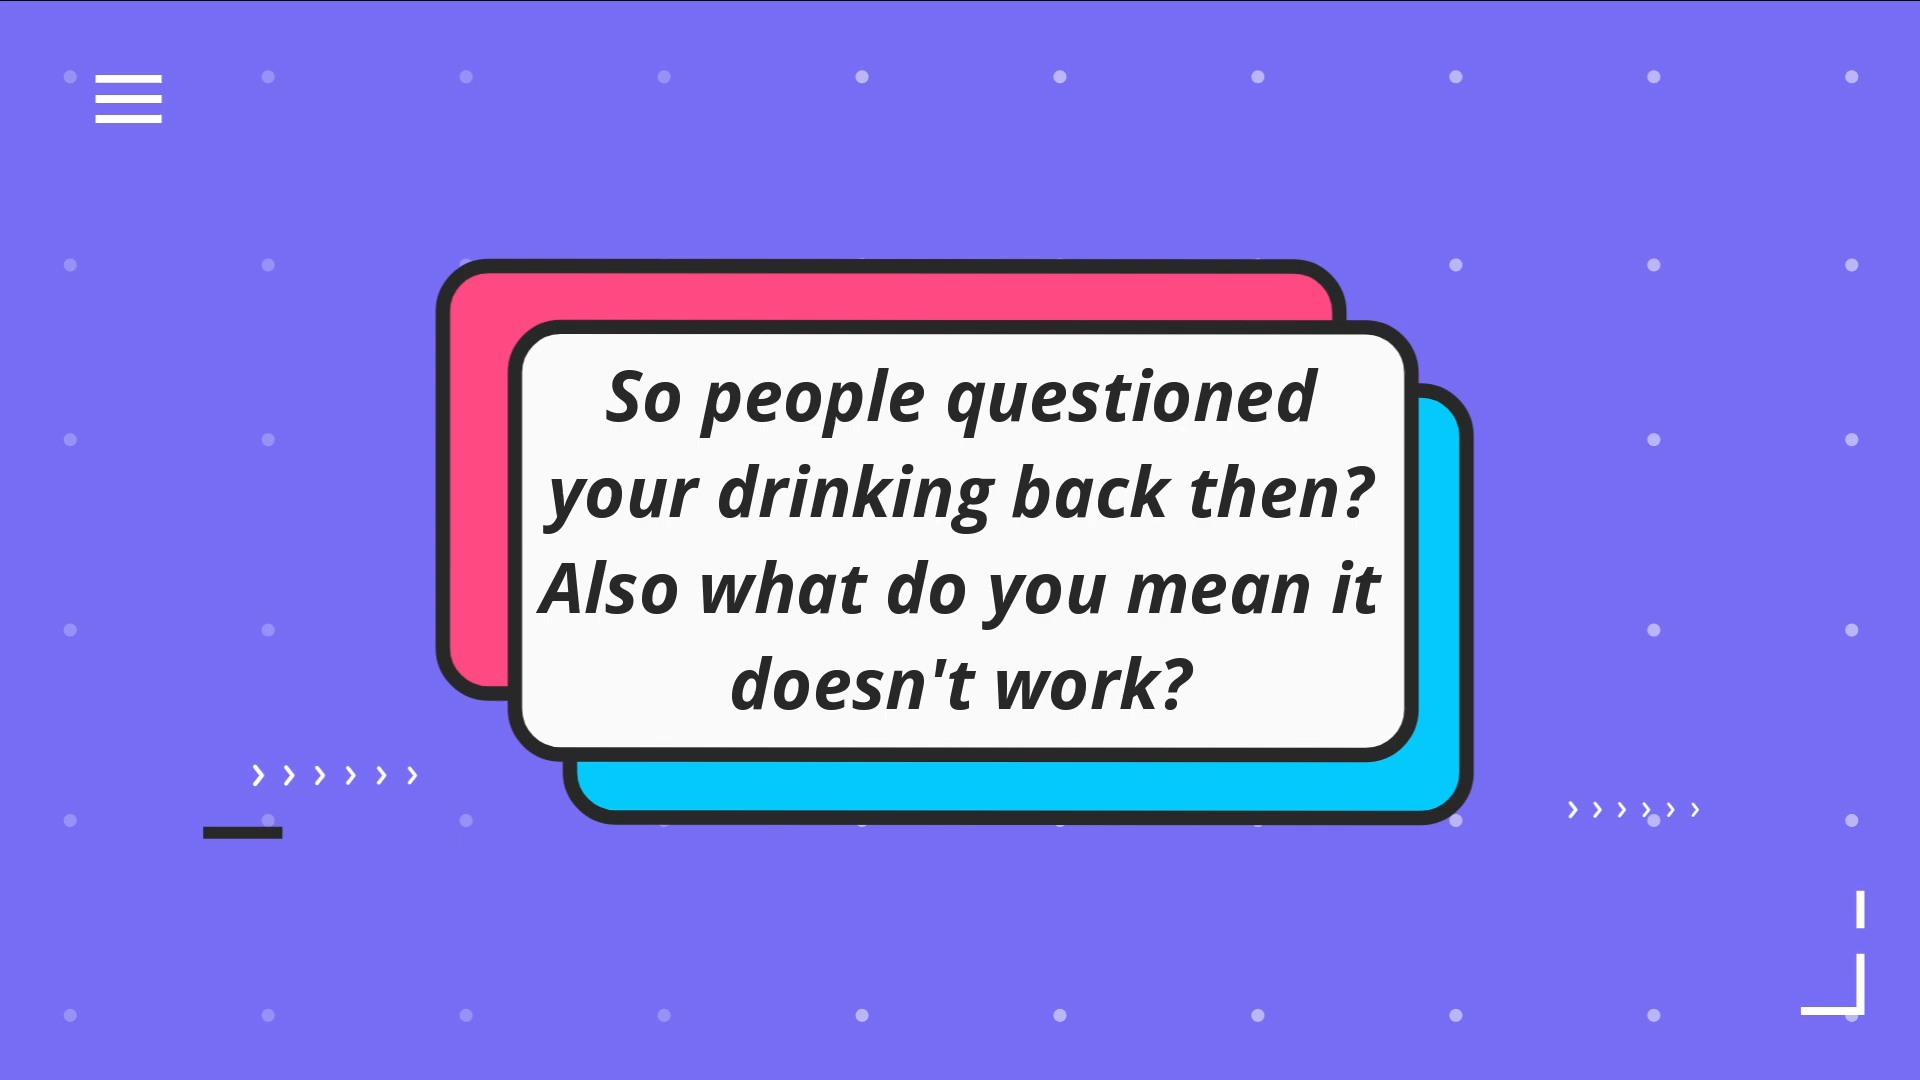 So people questioned
your drinking back then?
Also what do you mean it
doesn't work?